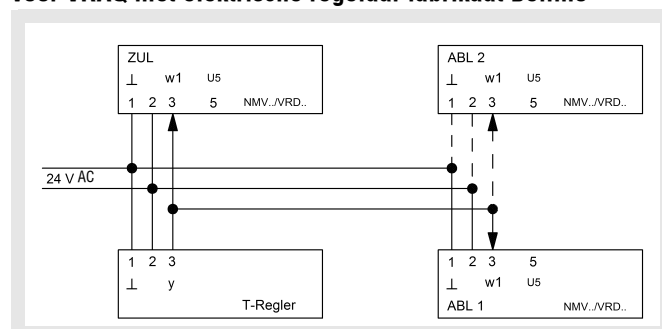 ZUL
⊥ w1 U5
1 2 3 5 NMV../VRD..
ABL 2
⊥ w1 U5
1 2 3 5 NMV../VRD..
24 V AC
1 2 3
⊥ y
T-Regler
1 2 3 5
⊥ w1 U5
ABL 1 NMV../VRD..